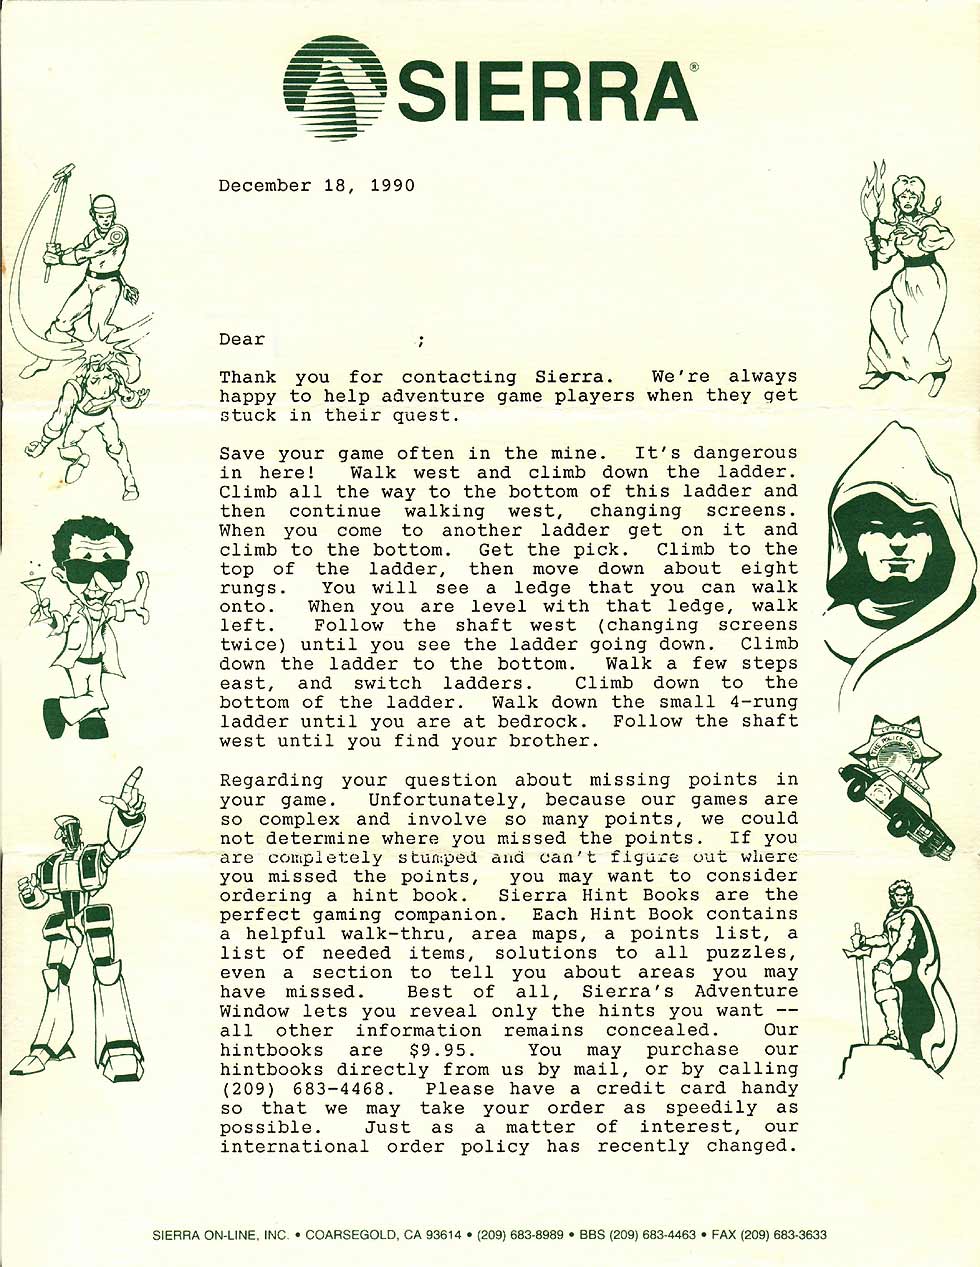 SIERRA®
December 18, 1990
Dear ;
Thank you for contacting Sierra. We're always
happy to help adventure game players when they get
stuck in their quest.
Save your game often in the mine. It's dangerous
in here! Walk west and climb down the ladder.
Climb all the way to the bottom of this ladder and
then continue walking west, changing screens.
When you come to another ladder get on it and
climb to the bottom. Get the pick. Climb to the
top of the ladder, then move down about eight
rungs. You will see a ledge that you can walk
onto. When you are level with that ledge, walk
left. Follow the shaft west (changing screens
twice) until you see the ladder going down. Climb
down the ladder to the bottom. Walk a few steps
east, and switch ladders. Climb down to the
bottom of the ladder. Walk down the small 4-rung
ladder until you are at bedrock. Follow the shaft
west until you find your brother.
Regarding your question about missing points in
your game. Unfortunately, because our games are
so complex and involve so many points, we could
not determine where you missed the points. If you
are completely stumped and can't figure out where
you missed the points, you may want to consider
ordering a hint book. Sierra Hint Books are the
perfect gaming companion. Each Hint Book contains
a helpful walk-thru, area maps, a points list, a
list of needed items, solutions to all puzzles,
even a section to tell you about areas you may
have missed. Best of all, Sierra's Adventure
Window lets you reveal only the hints you want --
all other information remains concealed. Our
hintbooks are $9.95. You may purchase our
hintbooks directly from us by mail, or by calling
(209) 683-4468. Please have a credit card handy
so that we may take your order as speedily as
possible. Just as a matter of interest, our
international order policy has recently changed.
LYTTON
THE POLICE QUEST
SIERRA ON-LINE, INC. • COARSEGOLD, CA 93614 • (209) 683-8989 • BBS (209) 683-4463 • FAX (209) 683-3633